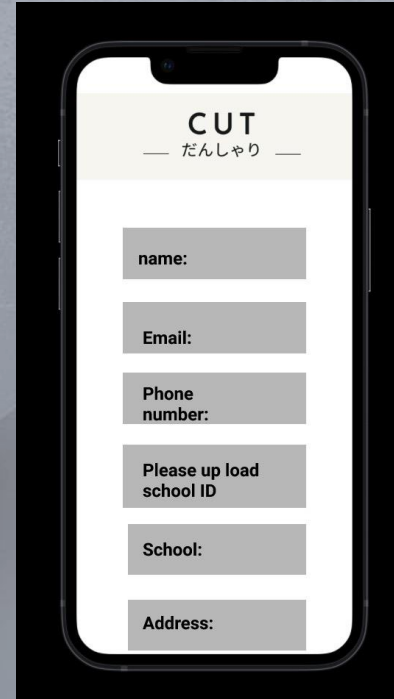 CUT
だんしゃり
name:
Email:
Phone
number:
Please up load
school ID
School:
Address: